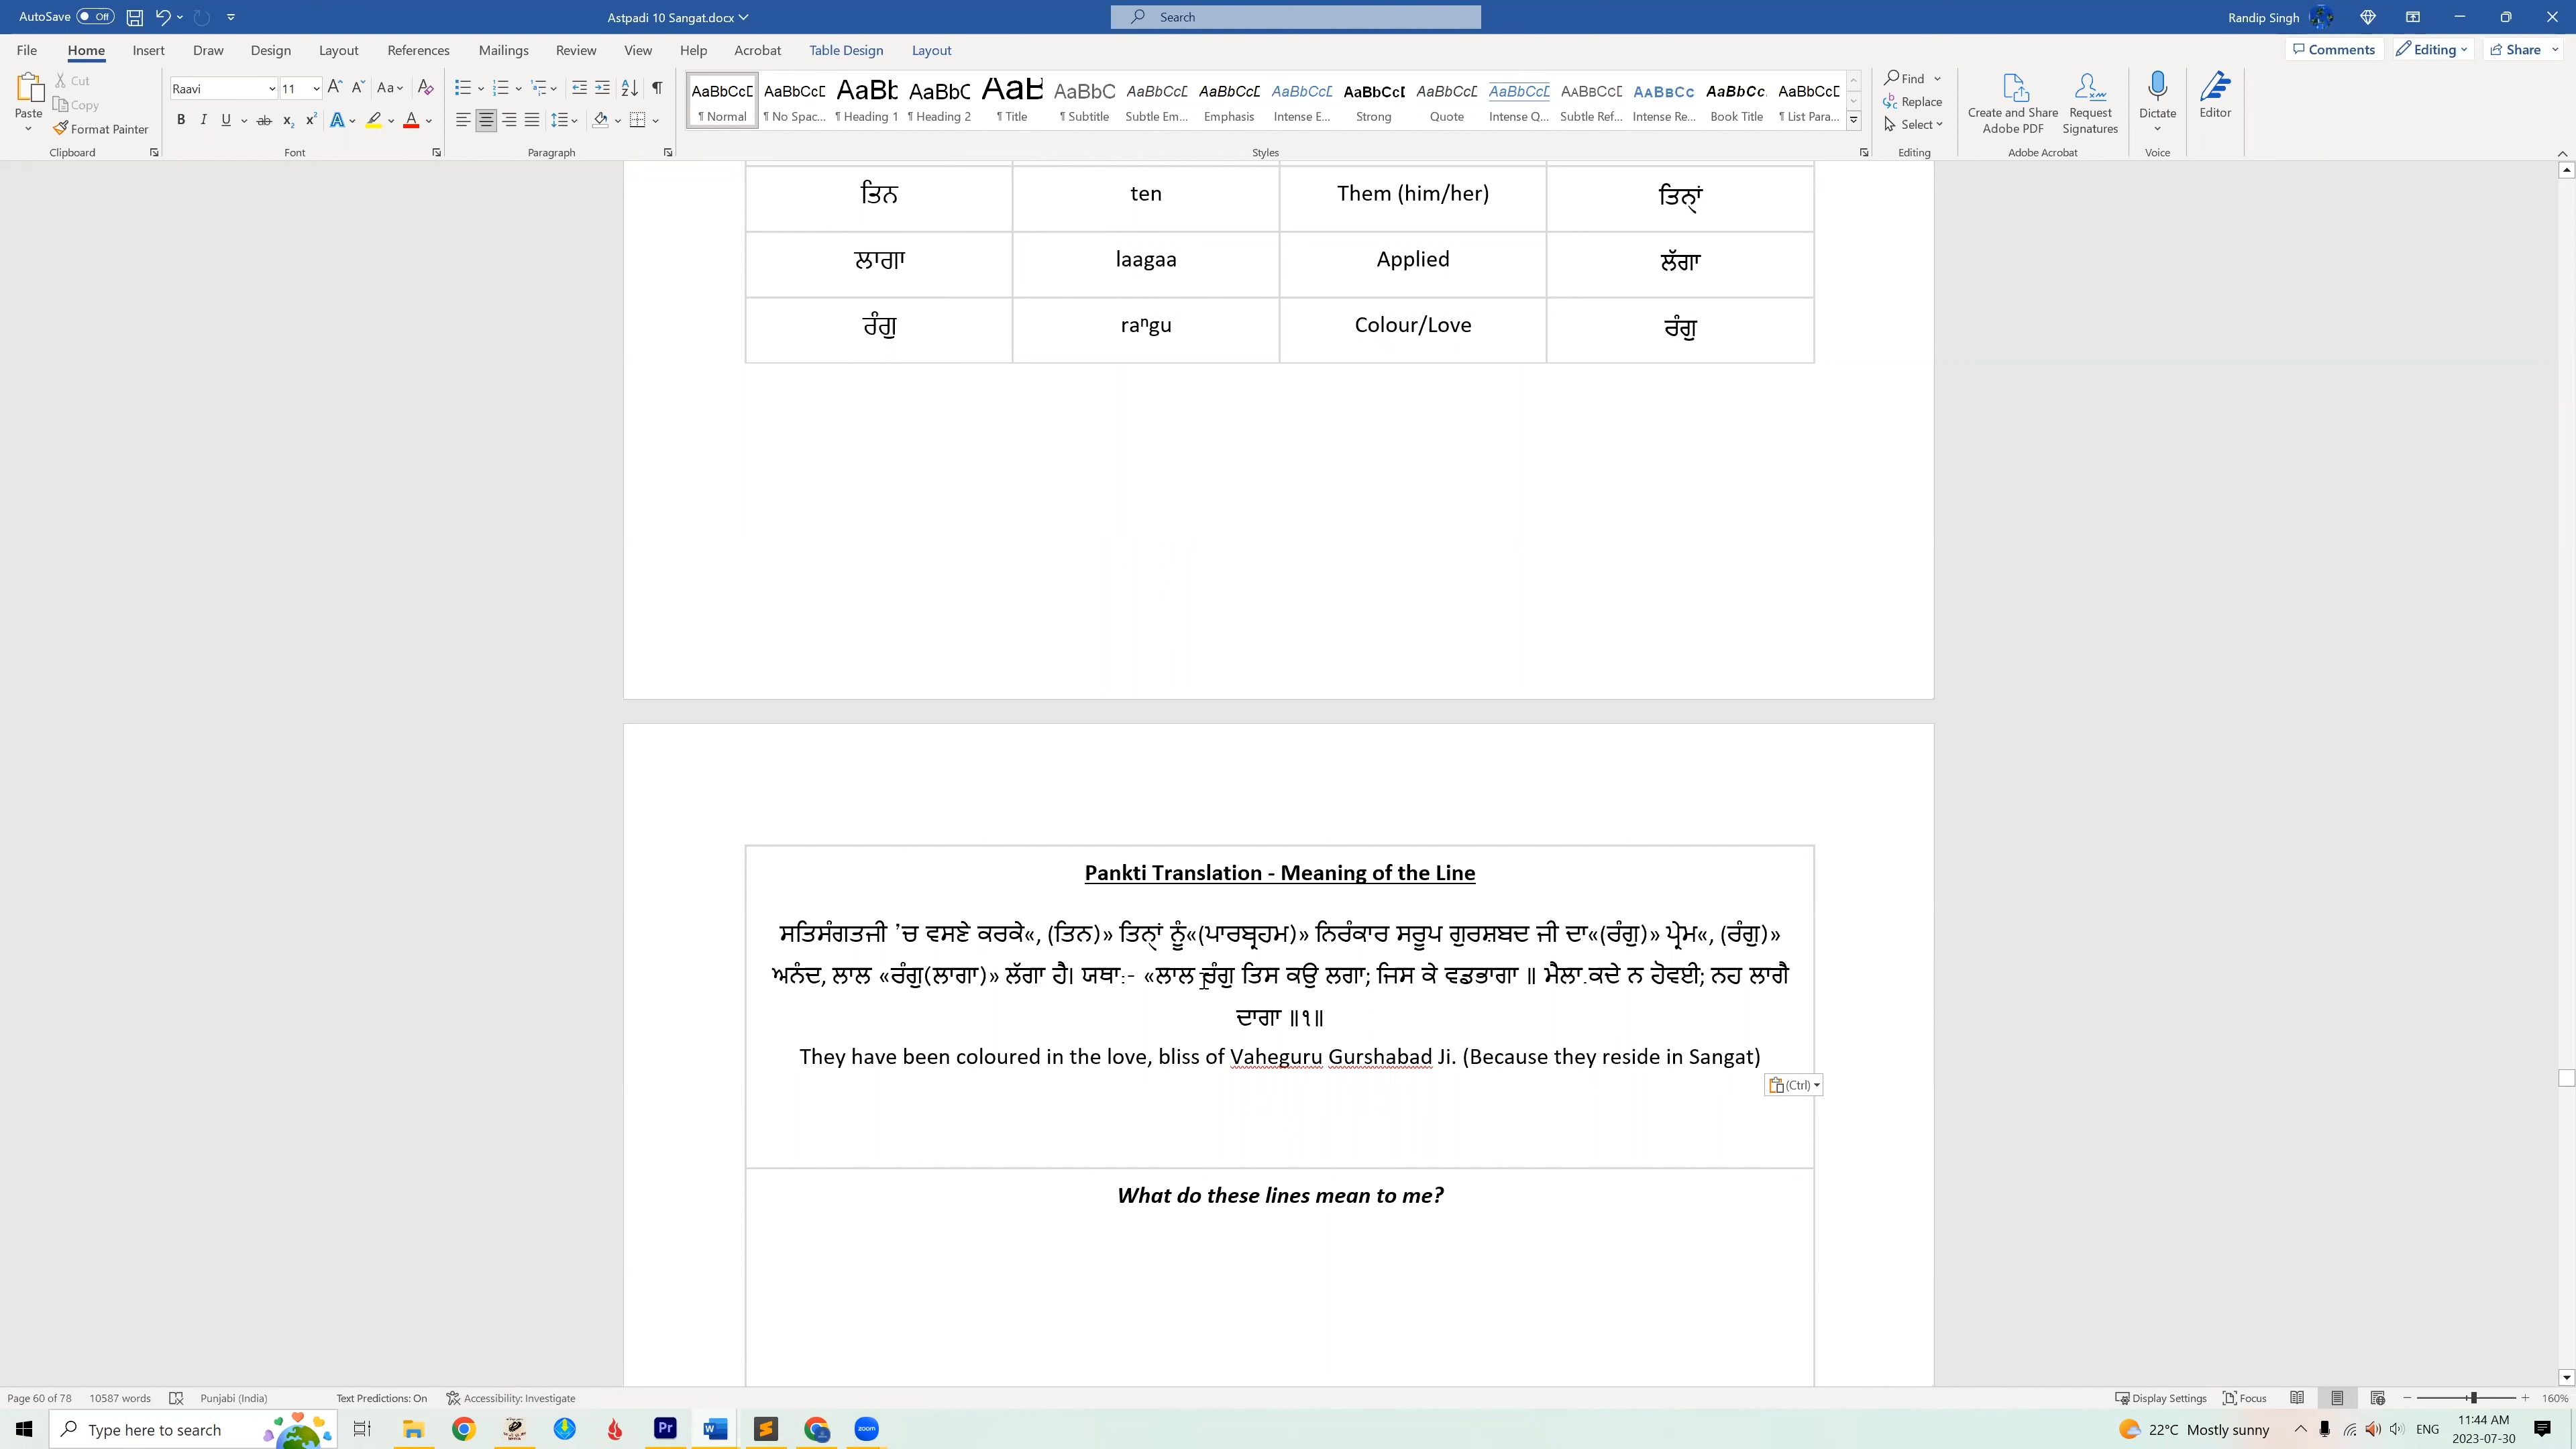 AutoSave Off Astpadi 10 Sangat.docx Search Randip Singh
File Home Insert Draw Design Layout References Mailings Review View Help Acrobat Table Design Layout Comments Editing Share
Paste Cut Copy Format Painter
Raavi 11
AaBbCcD AaBbCcD AaBb AaBbC AaB AaBbC AaBbCcD AaBbCcD AaBbCcD AaBbCcD AaBbCcD AaBbCcD AaBbCcD AaBbCc AaBbCc AaBbCcD
¶ Normal ¶ No Spac... ¶ Heading 1 ¶ Heading 2 ¶ Title ¶ Subtitle Subtle Em... Emphasis Intense E... Strong Quote Intense Q... Subtle Ref... Intense Re... Book Title ¶ List Para...
Find Replace Select
Create and Share Adobe PDF Request Signatures Dictate Editor
Clipboard Font Paragraph Styles Editing Adobe Acrobat Voice
ਤਿਨ ten Them (him/her) ਤਿਨ੍ਹਾਂ
ਲਾਗਾ laagaa Applied ਲੱਗਾ
ਰੰਗੁ raⁿgu Colour/Love ਰੰਗੁ
Pankti Translation - Meaning of the Line
ਸਤਿਸੰਗਤਜੀ ’ਚ ਵਸਣੇ ਕਰਕੇ«, (ਤਿਨ)» ਤਿਨ੍ਹਾਂ ਨੂੰ«(ਪਾਰਬ੍ਰਹਮ)» ਨਿਰੰਕਾਰ ਸਰੂਪ ਗੁਰਸ਼ਬਦ ਜੀ ਦਾ«(ਰੰਗੁ)» ਪ੍ਰੇਮ«, (ਰੰਗੁ)»
ਅਨੰਦ, ਲਾਲ «ਰੰਗੁ(ਲਾਗਾ)» ਲੱਗਾ ਹੈ। ਯਥਾ:- «ਲਾਲ ਰੰਗੁ ਤਿਸ ਕਉ ਲਗਾ; ਜਿਸ ਕੇ ਵਡਭਾਗਾ ॥ ਮੈਲਾ.ਕਦੇ ਨ ਹੋਵਈ; ਨਹ ਲਾਗੈ
ਦਾਗਾ ॥੧॥
They have been coloured in the love, bliss of Vaheguru Gurshabad Ji. (Because they reside in Sangat)
(Ctrl)
What do these lines mean to me?
Page 60 of 78 10587 words Punjabi (India) Text Predictions: On Accessibility: Investigate Display Settings Focus 160%
Type here to search 22°C Mostly sunny ENG 11:44 AM
2023-07-30